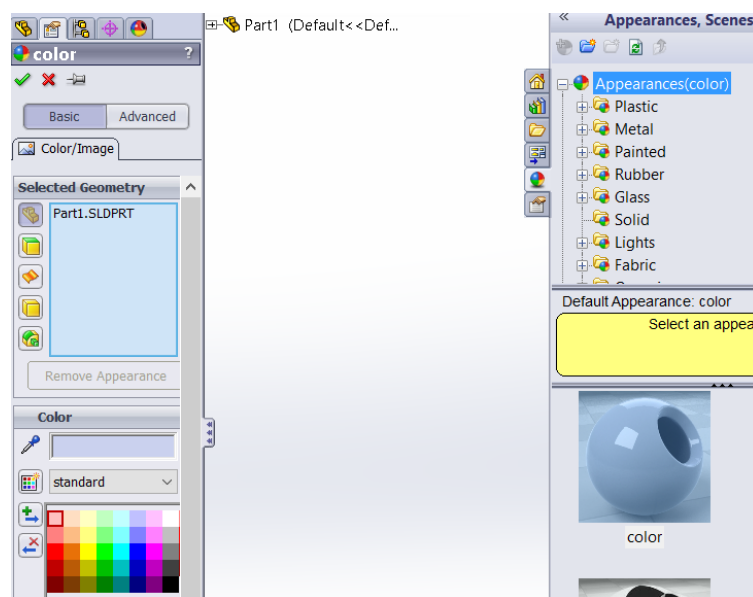 Part1 (Default<<Def...
color ?
Basic Advanced
Color/Image
Selected Geometry
Part1.SLDPRT
Remove Appearance
Color
standard
« Appearances, Scenes
Appearances(color)
Plastic
Metal
Painted
Rubber
Glass
Solid
Lights
Fabric
Default Appearance: color
Select an appea
color